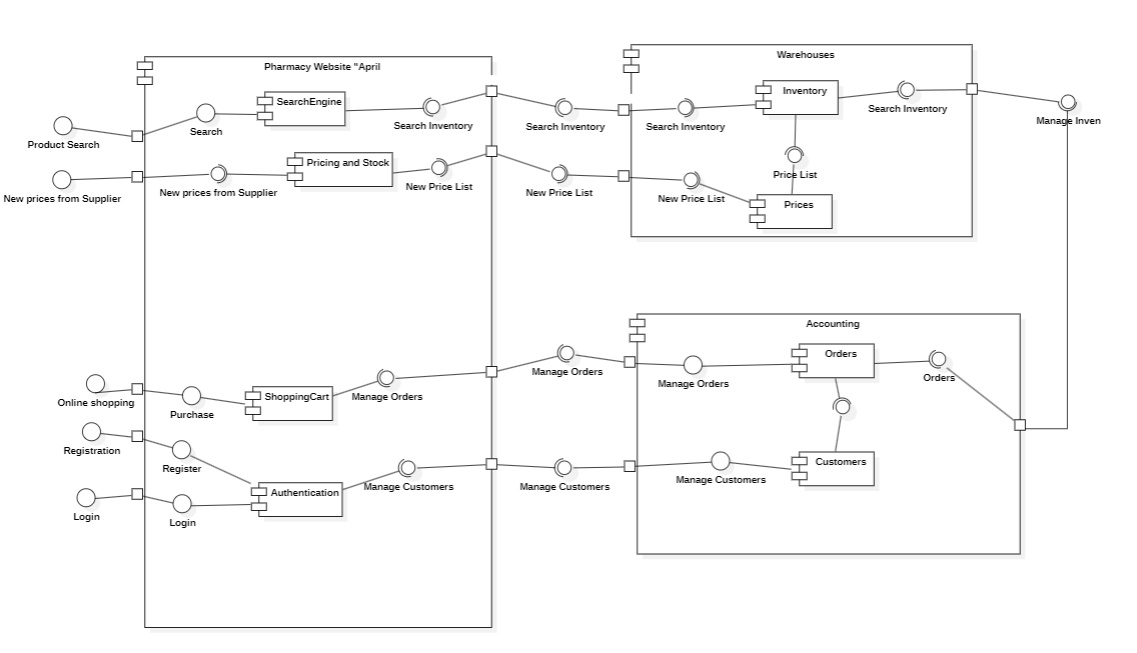 Pharmacy Website "April
Warehouses
SearchEngine
Inventory
Search
Search Inventory
Search Inventory
Search Inventory
Search Inventory
Manage Inven
Product Search
Pricing and Stock
Price List
New prices from Supplier
New prices from Supplier
New Price List
New Price List
New Price List
Prices
Accounting
Orders
Manage Orders
Manage Orders
Orders
Online shopping
Purchase
ShoppingCart
Manage Orders
Registration
Register
Customers
Manage Customers
Manage Customers
Manage Customers
Authentication
Login
Login